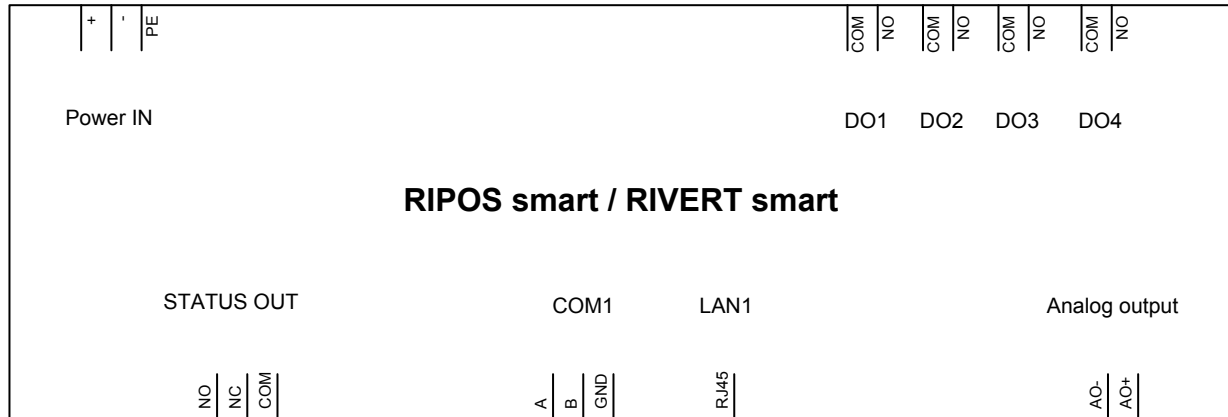 + - PE COM NO COM NO COM NO COM NO
Power IN DO1 DO2 DO3 DO4
RIPOS smart / RIVERT smart
STATUS OUT COM1 LAN1 Analog output
NO NC COM A B GND RJ45 AO- AO+